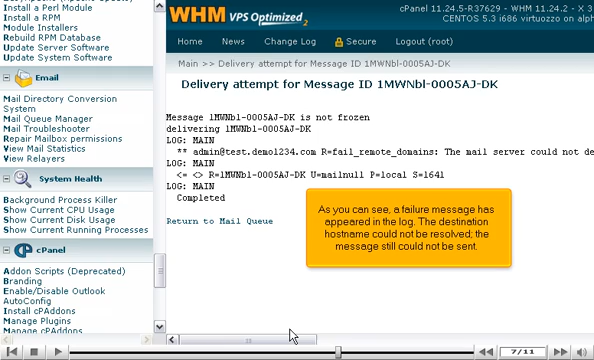 Install a Perl Module
Install a RPM
Module Installers
Rebuild RPM Database
Update Server Software
Update System Software
Email
Mail Directory Conversion
System
Mail Queue Manager
Mail Troubleshooter
Repair Mailbox permissions
View Mail Statistics
View Relayers
System Health
Background Process Killer
Show Current CPU Usage
Show Current Disk Usage
Show Current Running Processes
cPanel
Addon Scripts (Deprecated)
Branding
Enable/Disable Outlook
AutoConfig
Install cPAddons
Manage Plugins
Manage cPAddons
WHM VPS Optimized 2
cPanel 11.24.5-R37629 - WHM 11.24.2 - X
CENTOS 5.3 i686 virtuozzo on alph
Home News Change Log Secure Logout (root)
Main >> Delivery attempt for Message ID 1MWNbl-0005AJ-DK
Delivery attempt for Message ID 1MWNbl-0005AJ-DK
Message 1MWNbl-0005AJ-DK is not frozen
delivering 1MWNbl-0005AJ-DK
LOG: MAIN
** admin@test.demo1234.com R=fail_remote_domains: The mail server could not de
LOG: MAIN
<= <> R=1MWNbl-0005AJ-DK U=mailnull P=local S=1641
LOG: MAIN
Completed
Return to Mail Queue
As you can see, a failure message has
appeared in the log. The destination
hostname could not be resolved; the
message still could not be sent.
7/11